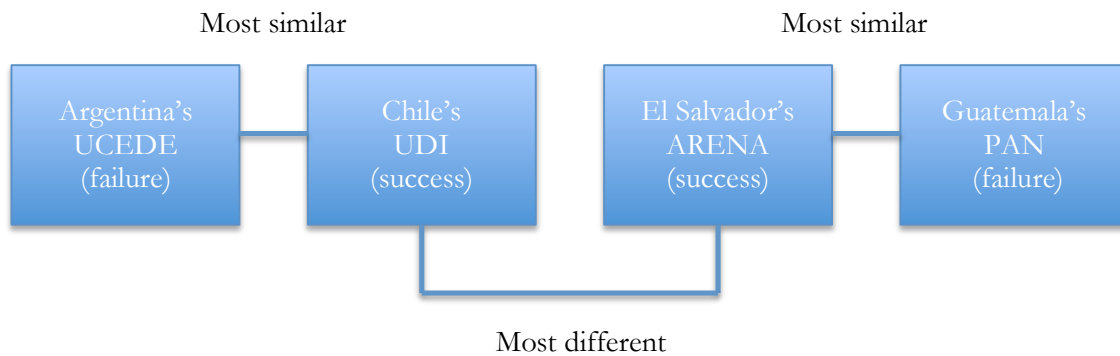 Most similar
Most similar
Argentina's
UCEDE
(failure)
Chile's
UDI
(success)
El Salvador's
ARENA
(success)
Guatemala's
PAN
(failure)
Most different